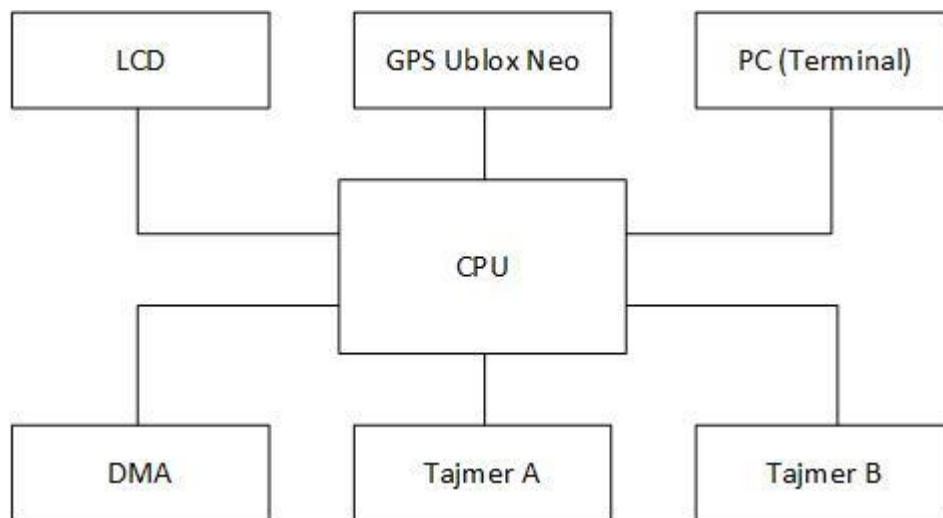 LCD
GPS Ublox Neo
PC (Terminal)
CPU
DMA
Tajmer A
Tajmer B